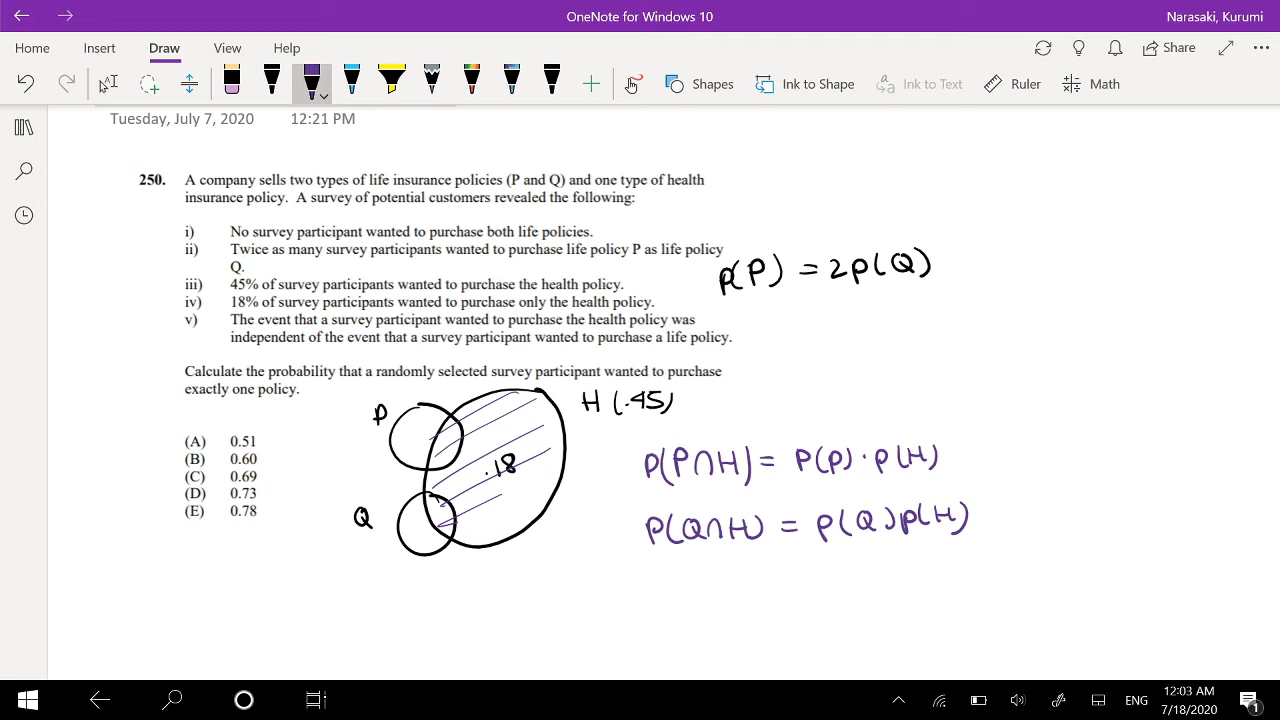 OneNote for Windows 10
Narasaki, Kurumi
Home Insert Draw View Help
Share
Shapes Ink to Shape Ink to Text Ruler Math
Tuesday, July 7, 2020 12:21 PM
250. A company sells two types of life insurance policies (P and Q) and one type of health
insurance policy. A survey of potential customers revealed the following:
i) No survey participant wanted to purchase both life policies.
ii) Twice as many survey participants wanted to purchase life policy P as life policy
Q.
iii) 45% of survey participants wanted to purchase the health policy.
iv) 18% of survey participants wanted to purchase only the health policy.
v) The event that a survey participant wanted to purchase the health policy was
independent of the event that a survey participant wanted to purchase a life policy.
P(P) = 2P(Q)
Calculate the probability that a randomly selected survey participant wanted to purchase
exactly one policy.
(A) 0.51
(B) 0.60
(C) 0.69
(D) 0.73
(E) 0.78
P
H (.45)
.18
Q
P(P∩H) = P(P) · P(H)
P(Q∩H) = P(Q)P(H)
ENG
12:03 AM
7/18/2020
1